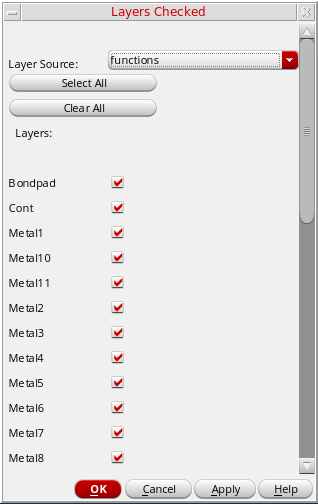 Layers Checked
Layer Source: functions
Select All
Clear All
Layers:
Bondpad
Cont
Metal1
Metal10
Metal11
Metal2
Metal3
Metal4
Metal5
Metal6
Metal7
Metal8
OK Cancel Apply Help